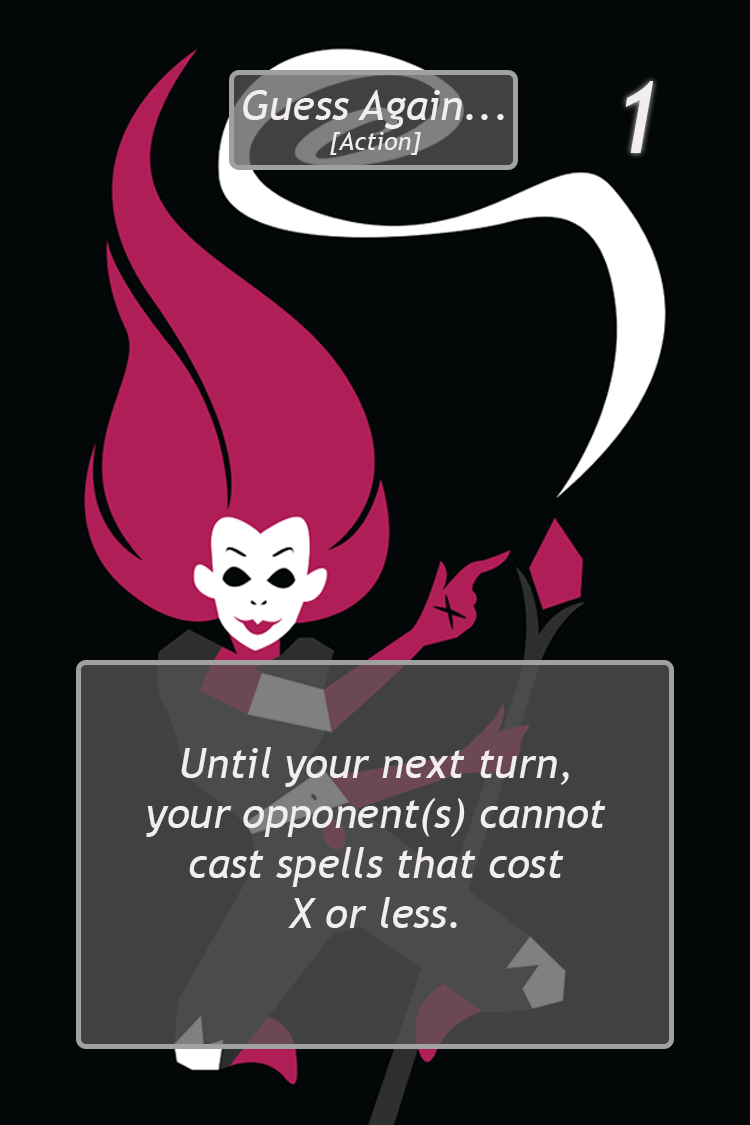 Guess Again...
1
[Action]
Until your next turn,
your opponent(s) cannot
cast spells that cost
X or less.